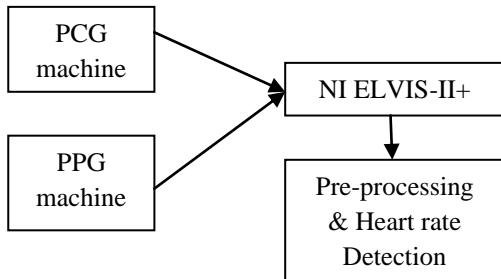 PCG
machine
NI ELVIS-II+
PPG
machine
Pre-processing
& Heart rate
Detection